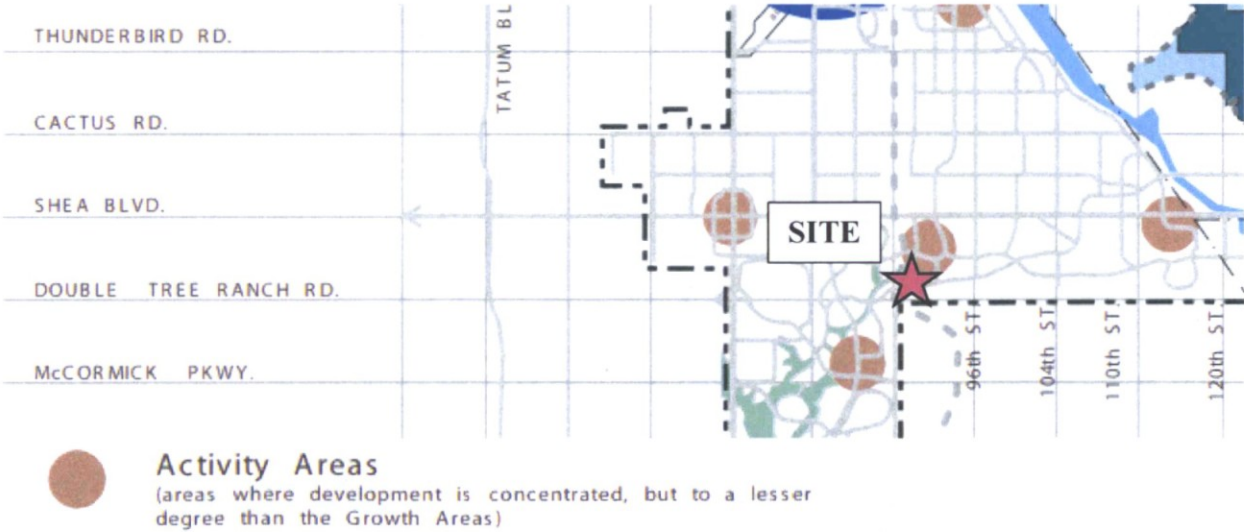 THUNDERBIRD RD.
TATUM BL
CACTUS RD.
SHEA BLVD.
SITE
DOUBLE TREE RANCH RD.
96th ST.
104th ST.
110th ST.
120th ST.
McCORMICK PKWY.
Activity Areas
(areas where development is concentrated, but to a lesser
degree than the Growth Areas)